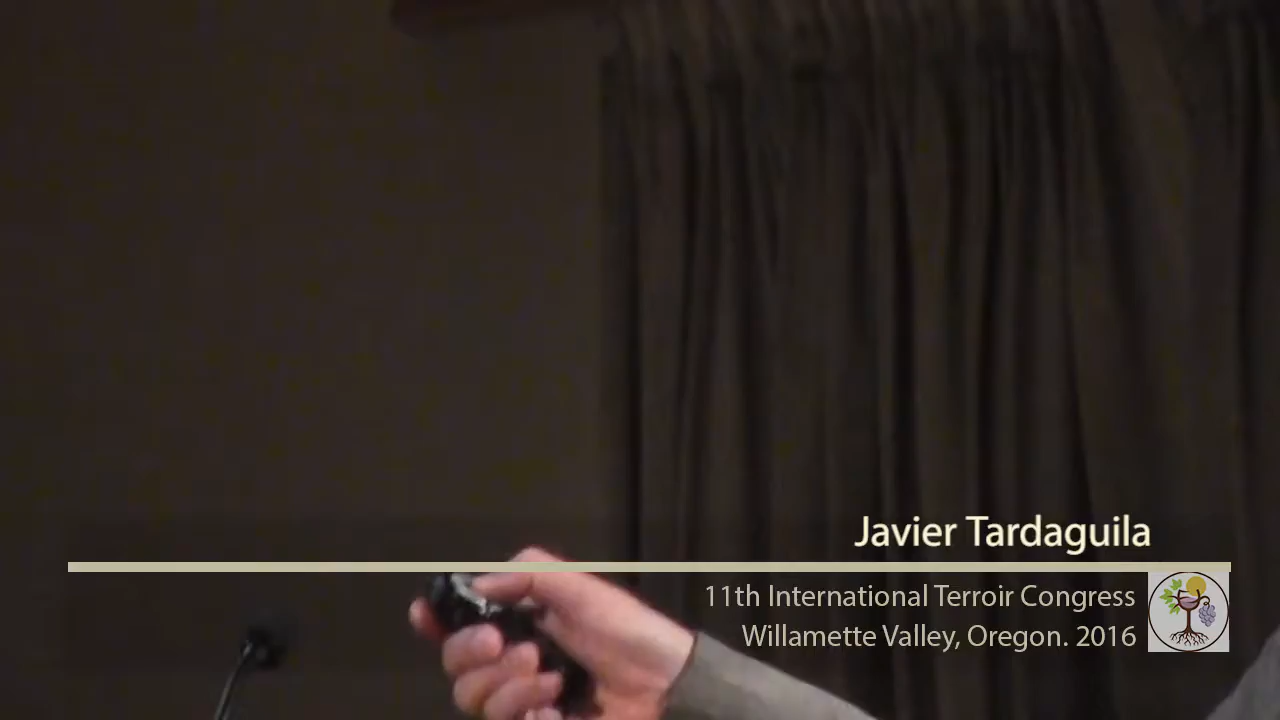 Javier Tardaguila
11th International Terroir Congress
Willamette Valley, Oregon. 2016